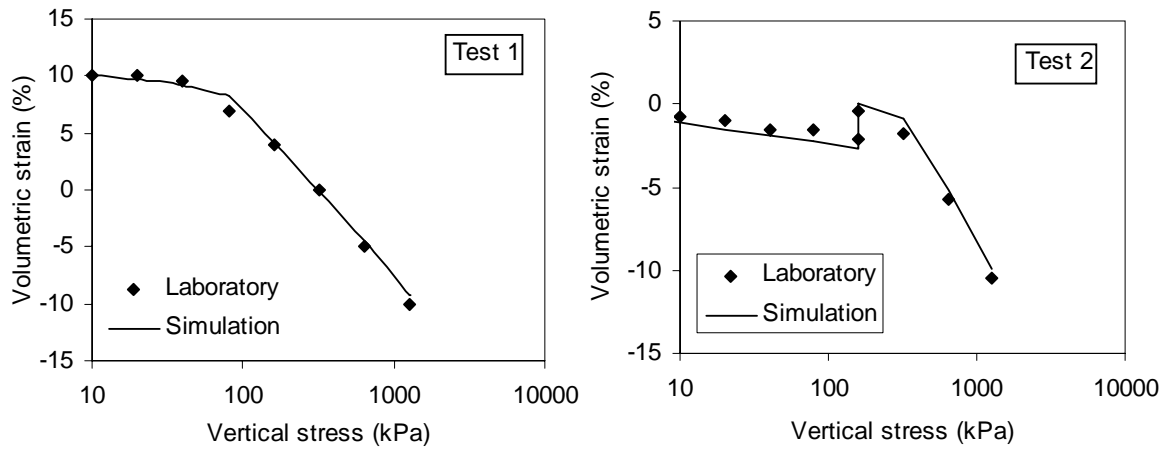 Test 1
Volumetric strain (%)
15
10
5
0
-5
-10
-15
Laboratory
Simulation
10
100
1000
10000
Vertical stress (kPa)
Test 2
Volumetric strain (%)
5
0
-5
-10
-15
Laboratory
Simulation
10
100
1000
10000
Vertical stress (kPa)